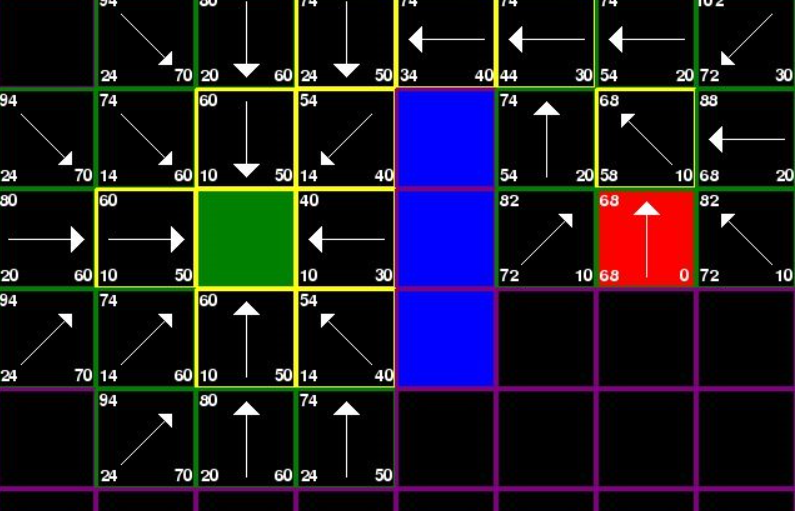 94 80 74 74 74 74 102
24 70 20 60 24 50 34 40 44 30 54 20 72 30
94 74 60 54 74 68 88
24 70 14 60 10 50 14 40 54 20 58 10 68 20
80 60 40 82 68 82
20 60 10 50 10 30 72 10 68 0 72 10
94 74 60 54
24 70 14 60 10 50 14 40
94 80 74
24 70 20 60 24 50